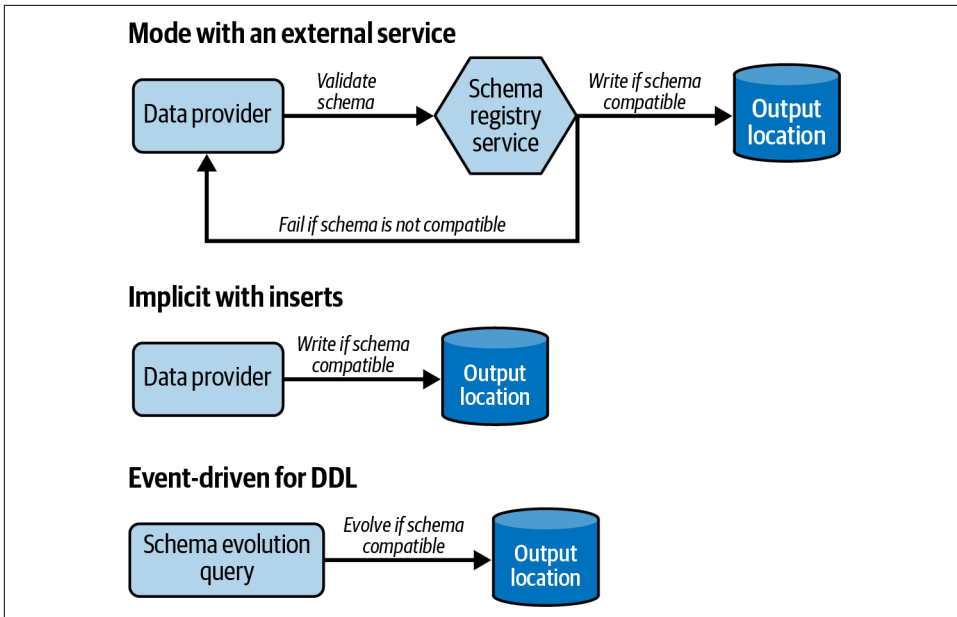 Mode with an external service
Data provider
Validate
schema
Schema
registry
service
Write if schema
compatible
Output
location
Fail if schema is not compatible
Implicit with inserts
Data provider
Write if schema
compatible
Output
location
Event-driven for DDL
Schema evolution
query
Evolve if schema
compatible
Output
location